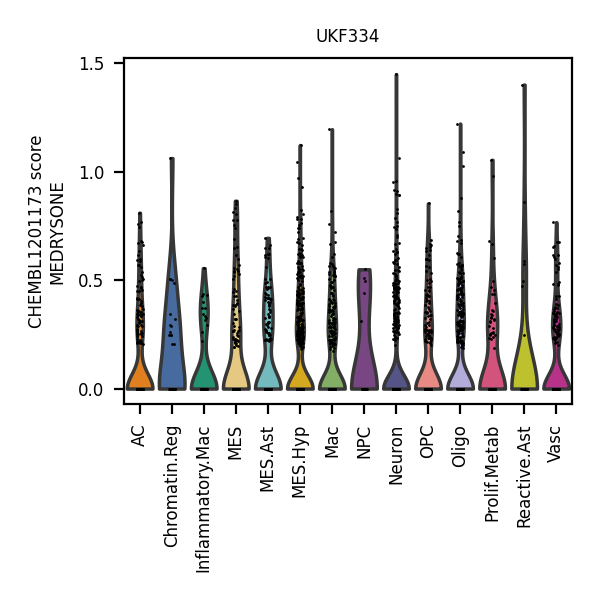 UKF334
CHEMBL1201173 score
MEDRYSONE
1.5
1.0
0.5
0.0
AC
Chromatin.Reg
Inflammatory.Mac
MES
MES.Ast
MES.Hyp
Mac
NPC
Neuron
OPC
Oligo
Prolif.Metab
Reactive.Ast
Vasc